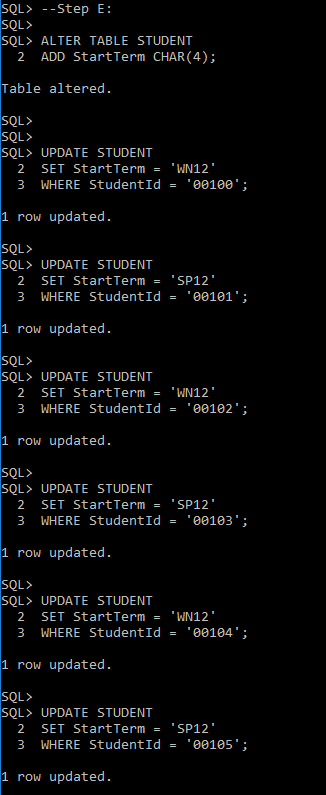 SQL> --Step E:
SQL>
SQL> ALTER TABLE STUDENT
  2  ADD StartTerm CHAR(4);
Table altered.
SQL>
SQL>
SQL> UPDATE STUDENT
  2  SET StartTerm = 'WN12'
  3  WHERE StudentId = '00100';
1 row updated.
SQL>
SQL> UPDATE STUDENT
  2  SET StartTerm = 'SP12'
  3  WHERE StudentId = '00101';
1 row updated.
SQL>
SQL> UPDATE STUDENT
  2  SET StartTerm = 'WN12'
  3  WHERE StudentId = '00102';
1 row updated.
SQL>
SQL> UPDATE STUDENT
  2  SET StartTerm = 'SP12'
  3  WHERE StudentId = '00103';
1 row updated.
SQL>
SQL> UPDATE STUDENT
  2  SET StartTerm = 'WN12'
  3  WHERE StudentId = '00104';
1 row updated.
SQL>
SQL> UPDATE STUDENT
  2  SET StartTerm = 'SP12'
  3  WHERE StudentId = '00105';
1 row updated.